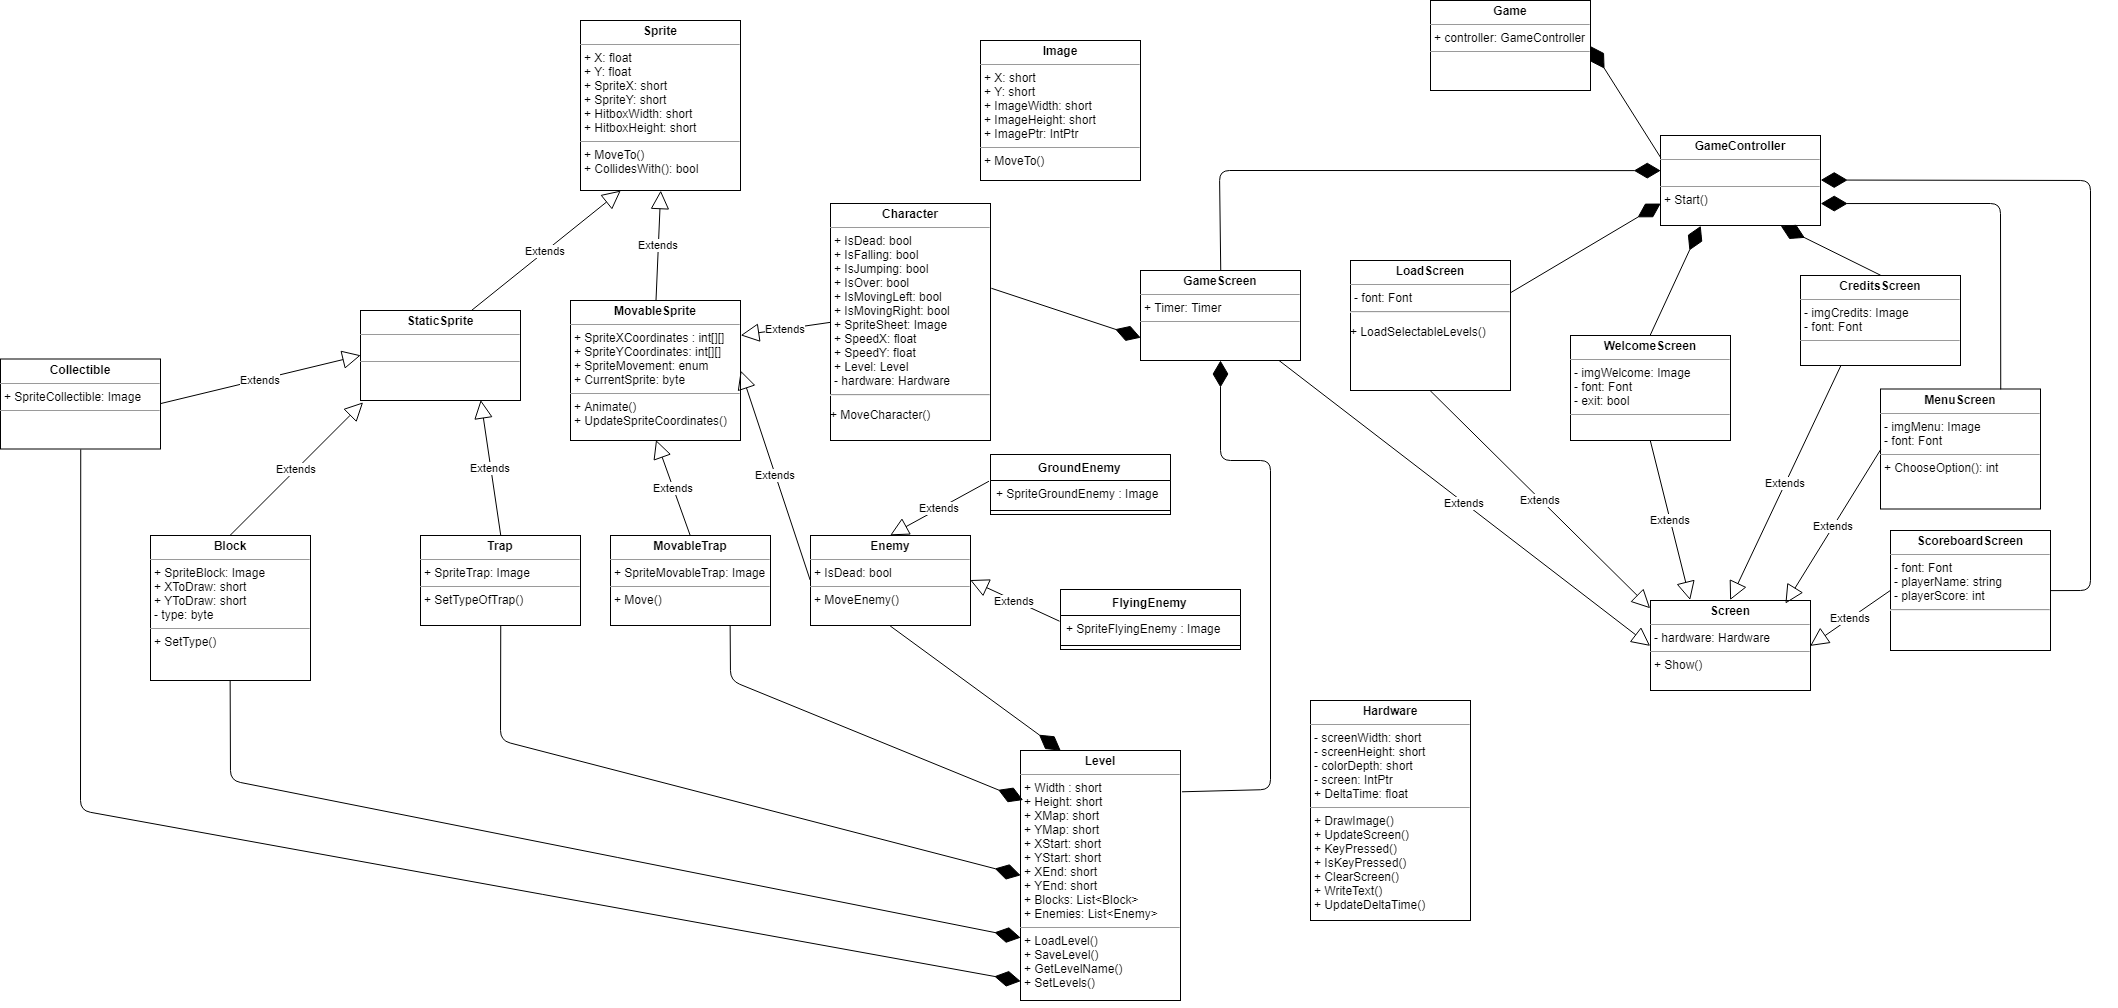 Sprite
+ X: float
+ Y: float
+ SpriteX: short
+ SpriteY: short
+ HitboxWidth: short
+ HitboxHeight: short
+ MoveTo()
+ CollidesWith(): bool
Image
+ X: short
+ Y: short
+ ImageWidth: short
+ ImageHeight: short
+ ImagePtr: IntPtr
+ MoveTo()
Game
+ controller: GameController
GameController
+ Start()
Character
+ IsDead: bool
+ IsFalling: bool
+ IsJumping: bool
+ IsOver: bool
+ IsMovingLeft: bool
+ IsMovingRight: bool
+ SpriteSheet: Image
+ SpeedX: float
+ SpeedY: float
+ Level: Level
- hardware: Hardware
+ MoveCharacter()
Extends
Extends
Extends
GameScreen
+ Timer: Timer
LoadScreen
- font: Font
+ LoadSelectableLevels()
CreditsScreen
- imgCredits: Image
- font: Font
StaticSprite
MovableSprite
+ SpriteXCoordinates : int[][]
+ SpriteYCoordinates: int[][]
+ SpriteMovement: enum
+ CurrentSprite: byte
+ Animate()
+ UpdateSpriteCoordinates()
WelcomeScreen
- imgWelcome: Image
- font: Font
- exit: bool
Collectible
+ SpriteCollectible: Image
Extends
MenuScreen
- imgMenu: Image
- font: Font
+ ChooseOption(): int
Extends
Extends
Extends
Extends
GroundEnemy
+ SpriteGroundEnemy : Image
Extends
Extends
Extends
Extends
Extends
Extends
Extends
Block
+ SpriteBlock: Image
+ XToDraw: short
+ YToDraw: short
- type: byte
+ SetType()
Trap
+ SpriteTrap: Image
+ SetTypeOfTrap()
MovableTrap
+ SpriteMovableTrap: Image
+ Move()
Enemy
+ IsDead: bool
+ MoveEnemy()
Extends
FlyingEnemy
+ SpriteFlyingEnemy : Image
ScoreboardScreen
- font: Font
- playerName: string
- playerScore: int
Extends
Screen
- hardware: Hardware
+ Show()
Hardware
- screenWidth: short
- screenHeight: short
- colorDepth: short
- screen: IntPtr
+ DeltaTime: float
+ DrawImage()
+ UpdateScreen()
+ KeyPressed()
+ IsKeyPressed()
+ ClearScreen()
+ WriteText()
+ UpdateDeltaTime()
Level
+ Width : short
+ Height: short
+ XMap: short
+ YMap: short
+ XStart: short
+ YStart: short
+ XEnd: short
+ YEnd: short
+ Blocks: List<Block>
+ Enemies: List<Enemy>
+ LoadLevel()
+ SaveLevel()
+ GetLevelName()
+ SetLevels()